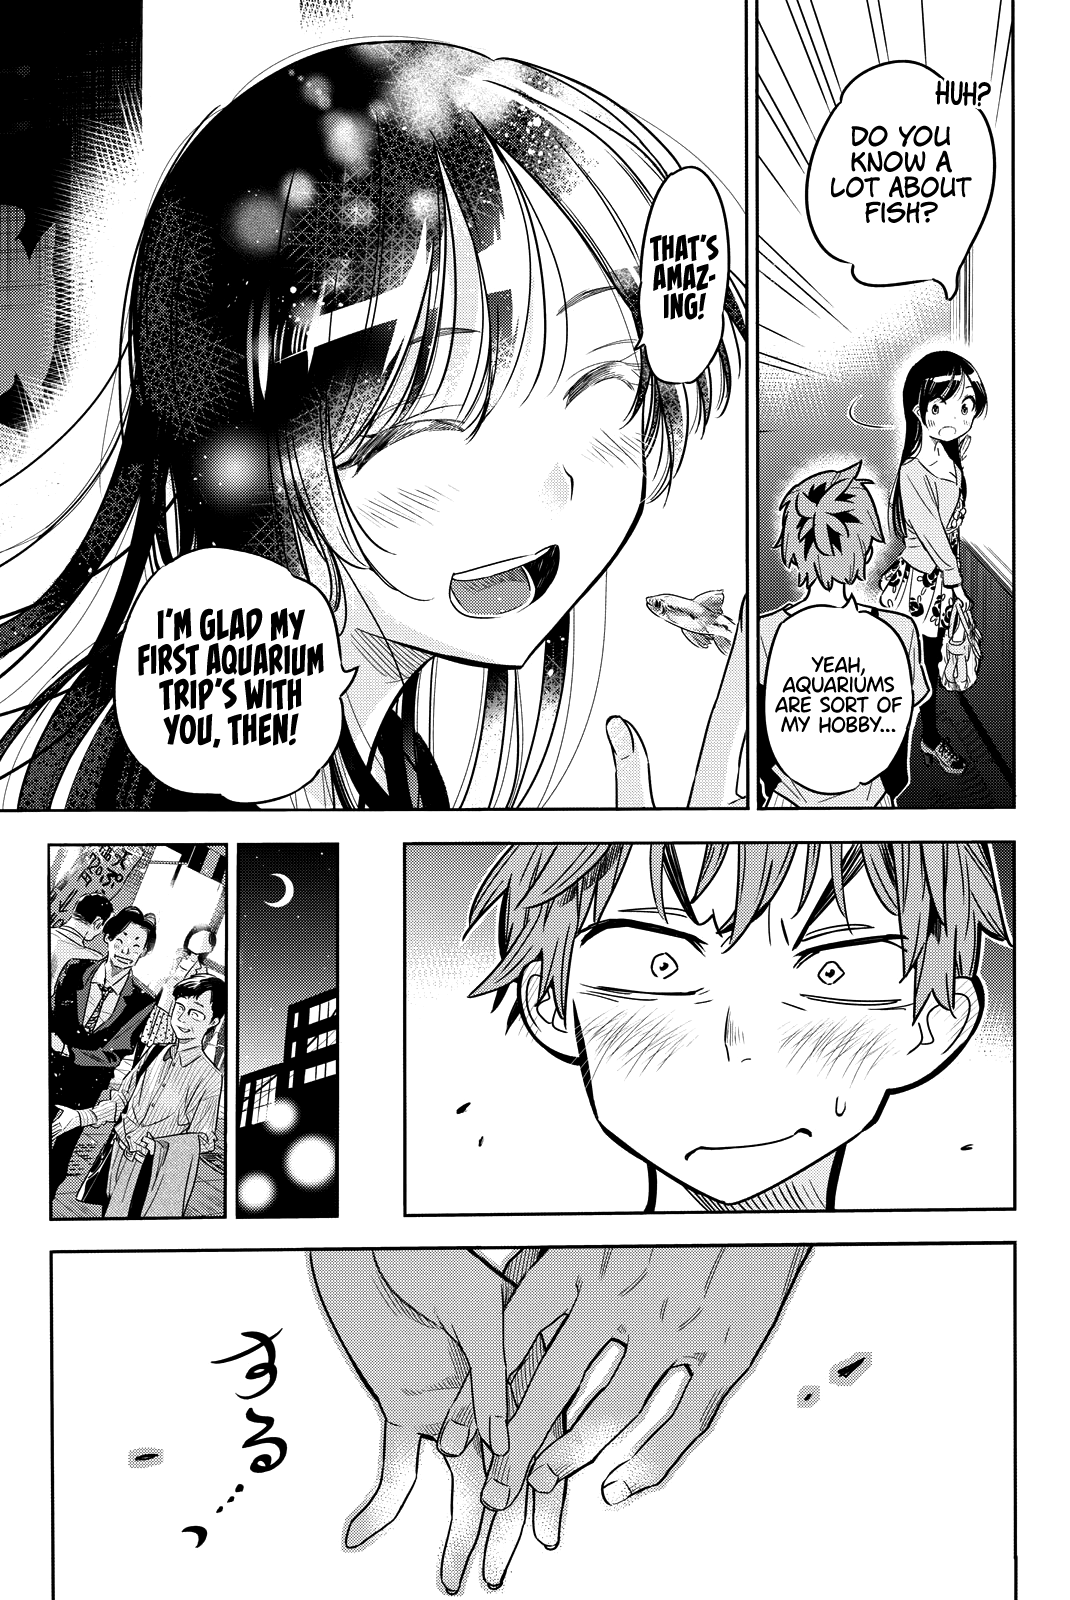 HUH?
DO YOU
KNOW A
LOT ABOUT
FISH?
YEAH,
AQUARIUMS
ARE SORT OF
MY HOBBY...
THAT'S
AMAZ-
ING!
I'M GLAD MY
FIRST AQUARIUM
TRIP'S WITH
YOU, THEN!
する…